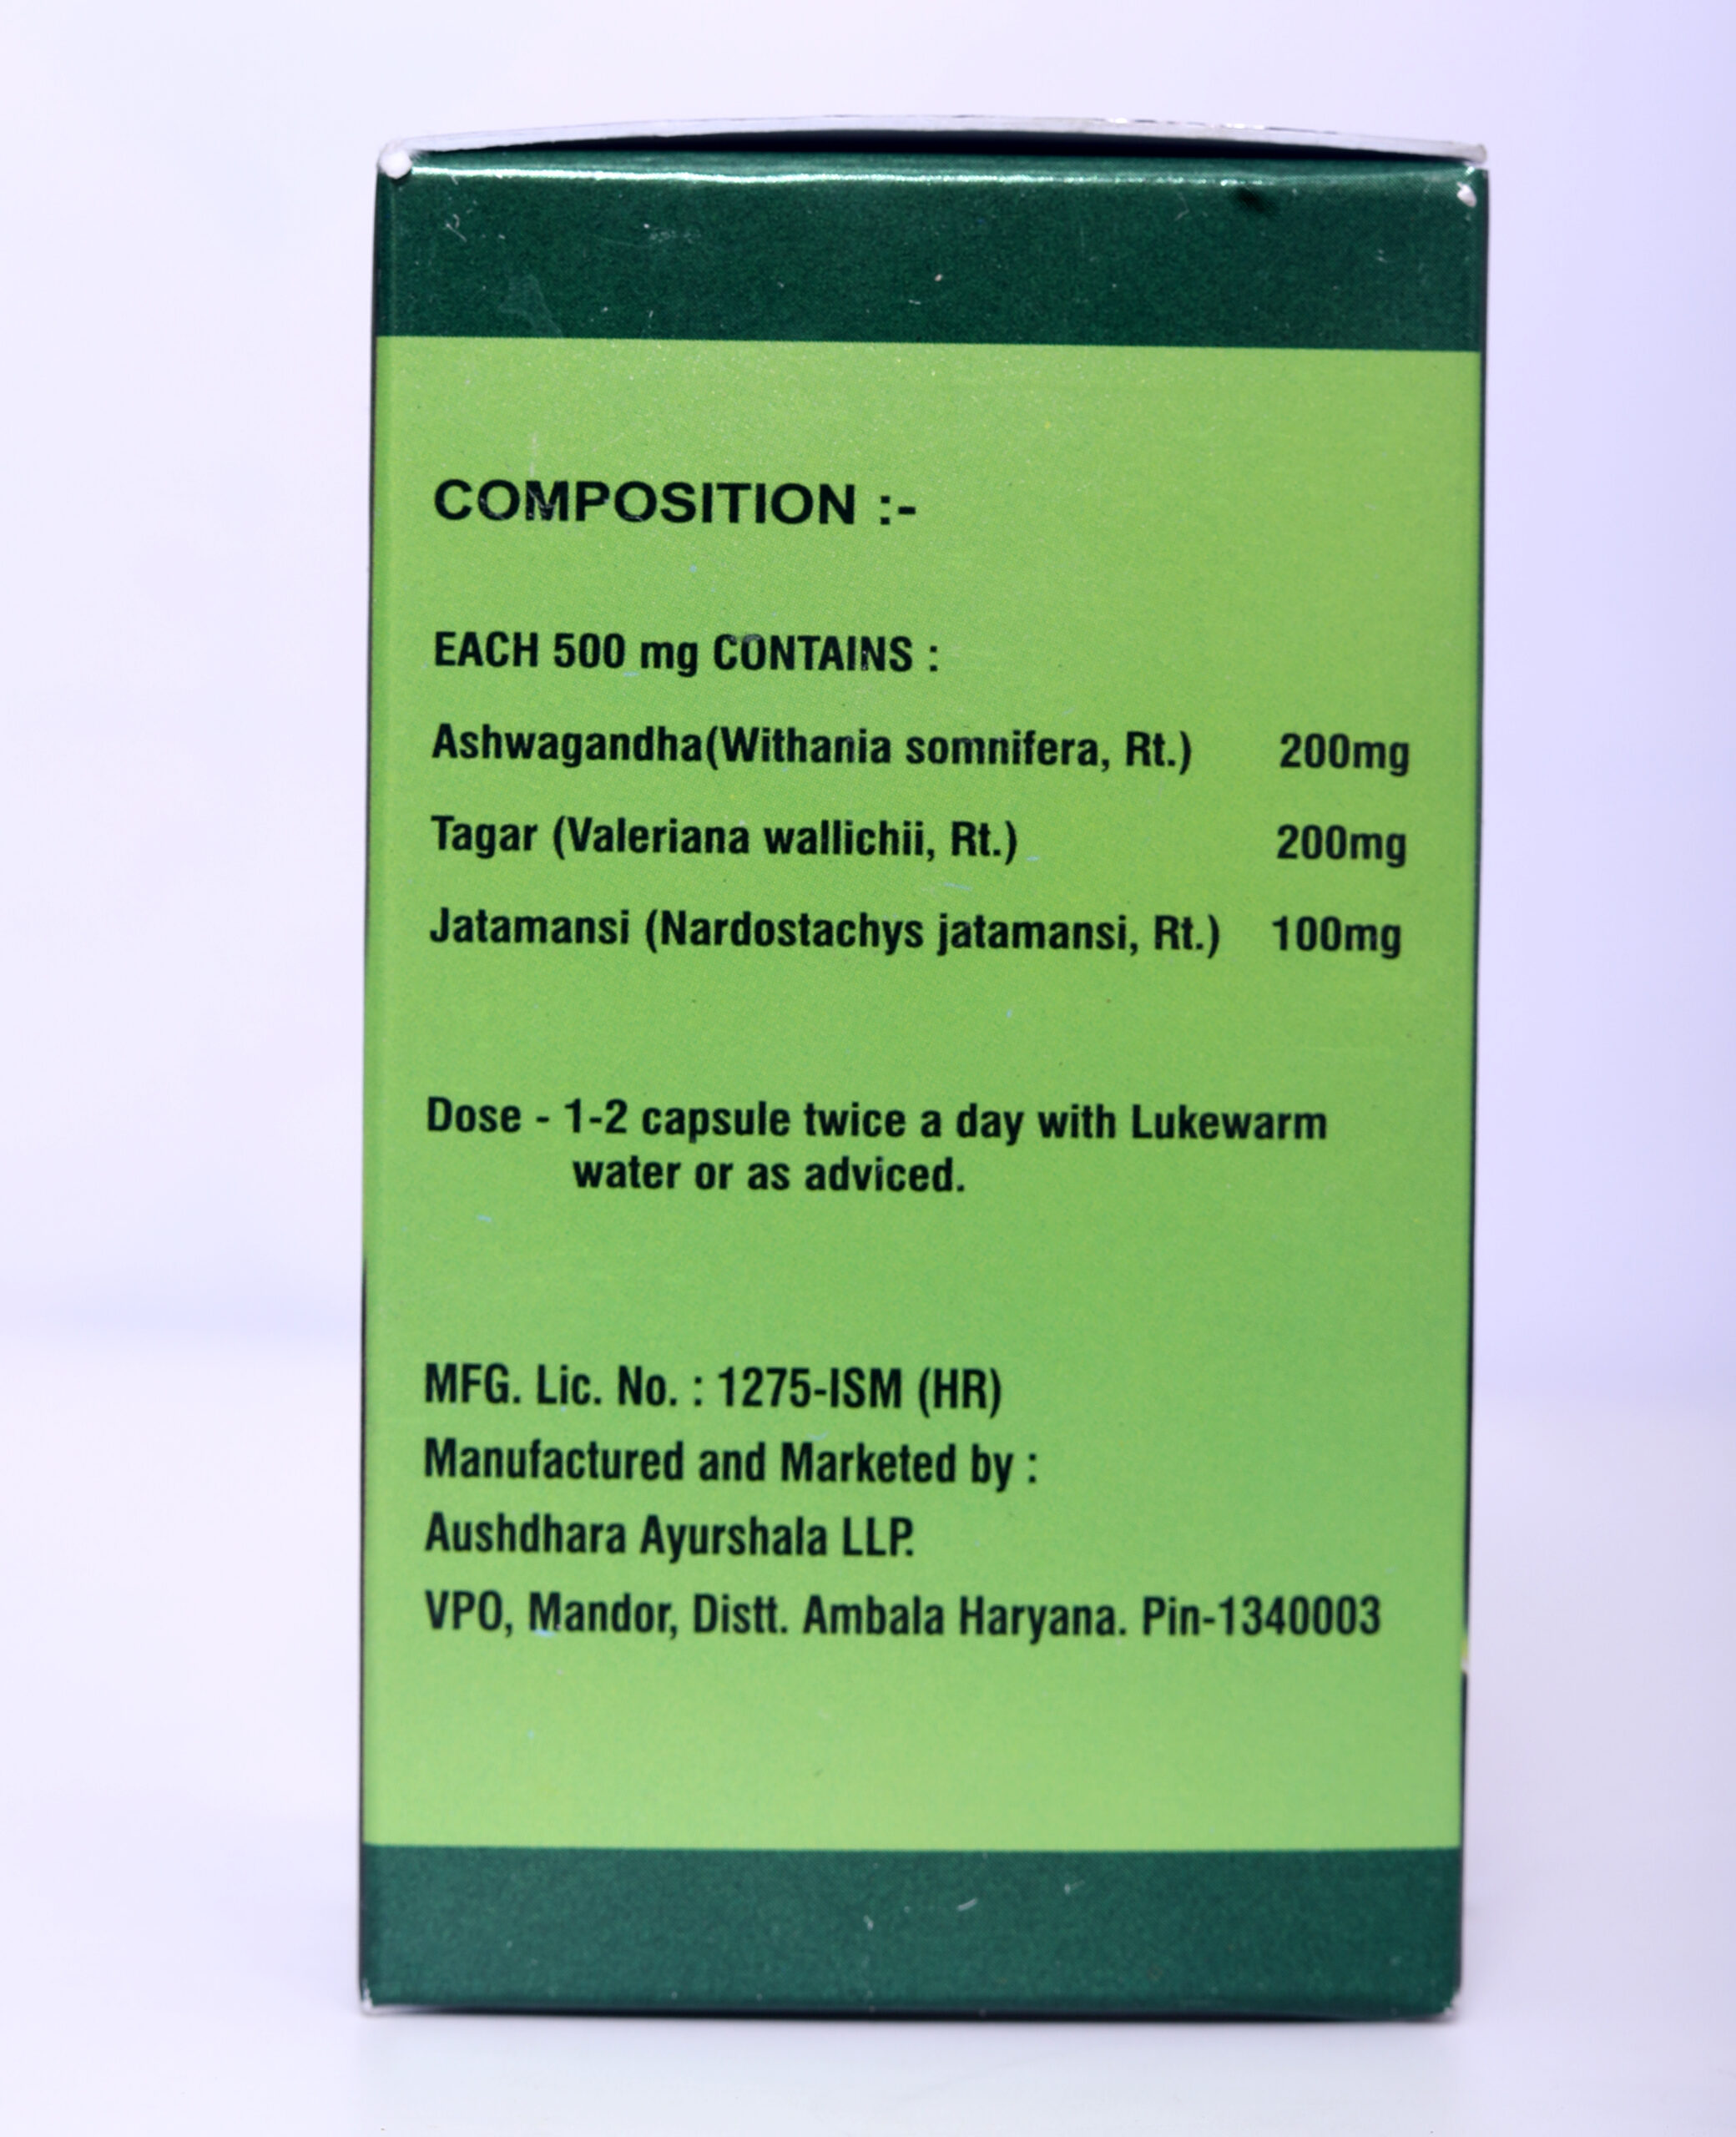 COMPOSITION :-
EACH 500 mg CONTAINS :
Ashwagandha(Withania somnifera, Rt.) 200mg
Tagar (Valeriana wallichii, Rt.) 200mg
Jatamansi (Nardostachys jatamansi, Rt.) 100mg
Dose - 1-2 capsule twice a day with Lukewarm
water or as adviced.
MFG. Lic. No. : 1275-ISM (HR)
Manufactured and Marketed by :
Aushdhara Ayurshala LLP.
VPO, Mandor, Distt. Ambala Haryana. Pin-1340003